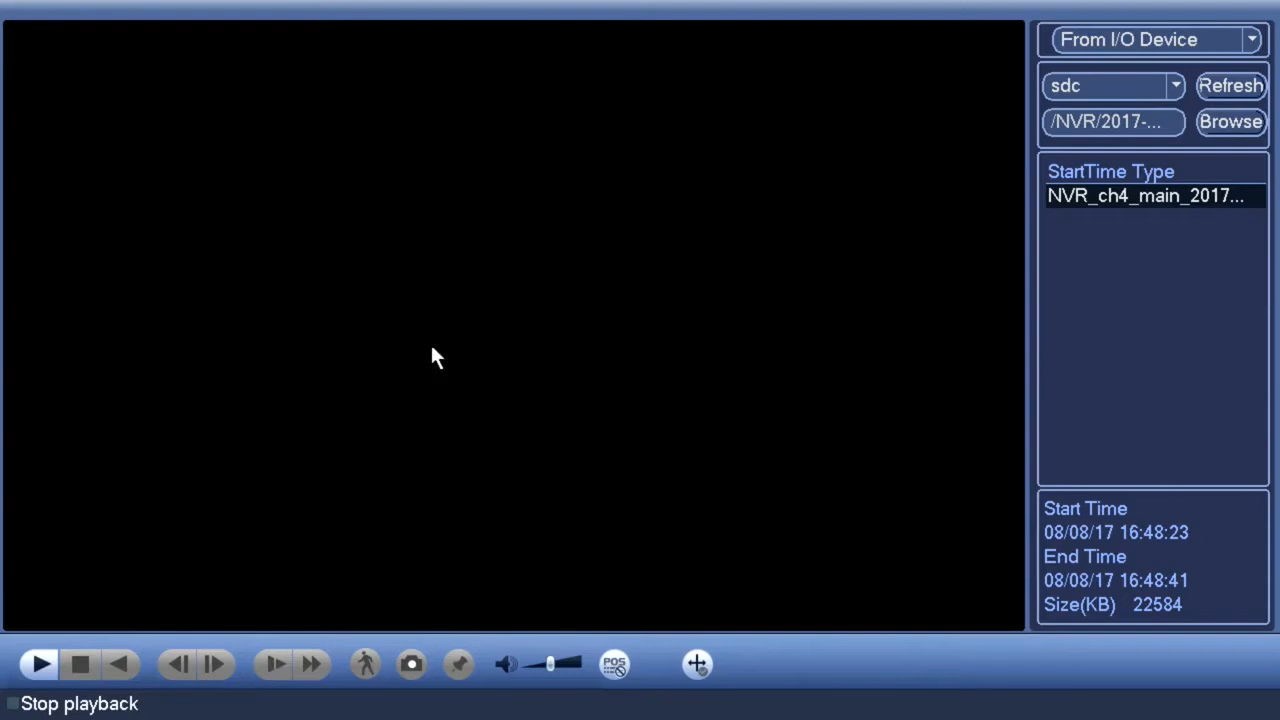 From I/O Device
sdc
Refresh
/NVR/2017-...
Browse
StartTime Type
NVR_ch4_main_2017...
Start Time
08/08/17 16:48:23
End Time
08/08/17 16:48:41
Size(KB) 22584
POS
Stop playback